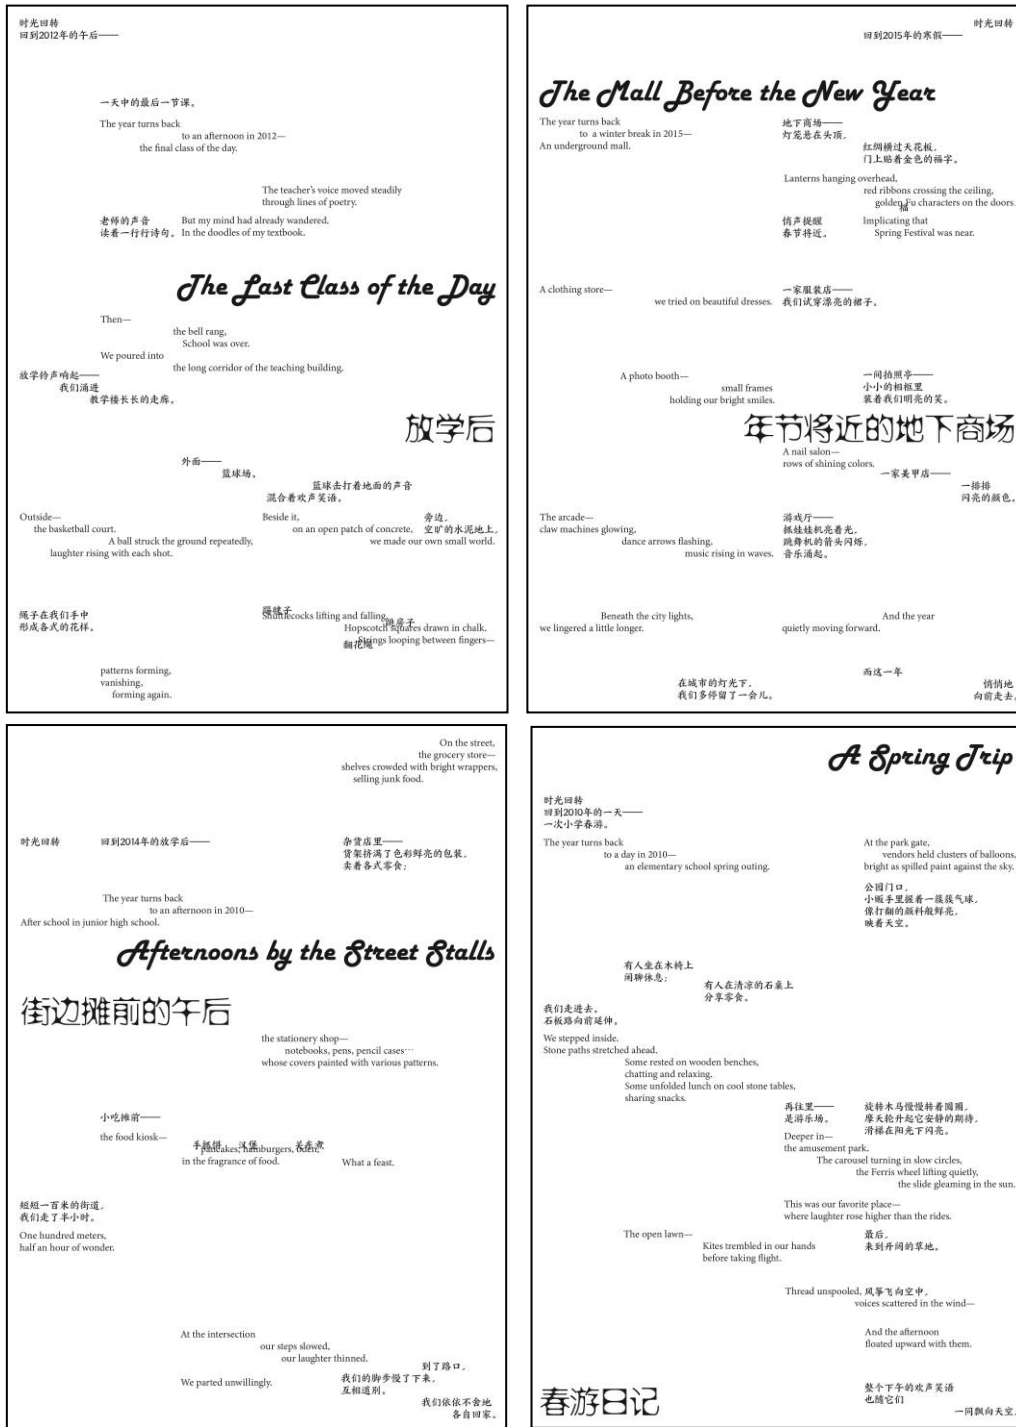 时光回转
回到2012年的午后——
一天中的最后一节课。
The year turns back
to an afternoon in 2012—
the final class of the day.
The teacher's voice moved steadily
through lines of poetry.
老师的声音
读着一行行诗句。
But my mind had already wandered,
In the doodles of my textbook.
The Last Class of the Day
Then—
the bell rang,
School was over.
We poured into
the long corridor of the teaching building.
放学铃声响起——
我们涌进
教学楼长长的走廊。
放学后
外面——
篮球场。
篮球击打着地面的声音
混合着欢声笑语。
Outside—
the basketball court.
A ball struck the ground repeatedly,
laughter rising with each shot.
Beside it,
on an open patch of concrete,
we made our own small world.
旁边,
空旷的水泥地上,
绳子在我们手中
形成各式的花样。
踢毽子
Shuttlecocks lifting and falling,
跳房子
Hopscotch squares drawn in chalk.
Strings looping between fingers—
翻花绳
patterns forming,
vanishing,
forming again.
时光回转
回到2015年的寒假——
The Mall Before the New Year
The year turns back
to a winter break in 2015—
An underground mall.
地下商场——
灯笼悬在头顶,
红绸横过天花板,
门上贴着金色的福字。
Lanterns hanging overhead,
red ribbons crossing the ceiling,
golden Fu characters on the doors
福
悄声提醒
春节将近。
Implicating that
Spring Festival was near.
A clothing store—
we tried on beautiful dresses.
一家服装店——
我们试穿漂亮的裙子。
A photo booth—
small frames
holding our bright smiles.
一间拍照亭——
小小的相框里
装着我们明亮的笑。
年节将近的地下商场
A nail salon—
rows of shining colors.
一家美甲店——
一排排
闪亮的颜色。
The arcade—
claw machines glowing,
dance arrows flashing,
music rising in waves.
游戏厅——
抓娃娃机亮着光,
跳舞机的箭头闪烁,
音乐涌起。
Beneath the city lights,
we lingered a little longer.
And the year
quietly moving forward.
在城市的灯光下,
我们多停留了一会儿。
而这一年
悄悄地
向前走去。
On the street,
the grocery store—
shelves crowded with bright wrappers,
selling junk food.
时光回转
回到2014年的放学后——
杂货店里——
货架挤满了色彩鲜亮的包装,
卖着各式零食;
The year turns back
to an afternoon in 2010—
After school in junior high school.
Afternoons by the Street Stalls
街边摊前的午后
the stationery shop—
notebooks, pens, pencil cases…
whose covers painted with various patterns.
小吃摊前——
the food kiosk—
手抓饼 汉堡 关东煮
pancakes, hamburgers, oden,
in the fragrance of food.
What a feast.
短短一百米的街道,
我们走了半小时。
One hundred meters,
half an hour of wonder.
At the intersection
our steps slowed,
our laughter thinned.
We parted unwillingly.
到了路口,
我们的脚步慢了下来,
互相道别。
我们依依不舍地
各自回家。
A Spring Trip
时光回转
回到2010年的一天——
一次小学春游。
The year turns back
to a day in 2010—
an elementary school spring outing.
At the park gate,
vendors held clusters of balloons,
bright as spilled paint against the sky.
公园门口,
小贩手里握着一簇簇气球,
像打翻的颜料般鲜亮,
映着天空。
有人坐在木椅上
闲聊休息;
有人在清凉的石桌上
分享零食。
我们走进去。
石板路向前延伸。
We stepped inside.
Stone paths stretched ahead.
Some rested on wooden benches,
chatting and relaxing.
Some unfolded lunch on cool stone tables,
sharing snacks.
再往里——
是游乐场。
旋转木马慢慢转着圆圈,
摩天轮升起它安静的期待,
滑梯在阳光下闪亮。
Deeper in—
the amusement park.
The carousel turning in slow circles,
the Ferris wheel lifting quietly,
the slide gleaming in the sun.
This was our favorite place—
where laughter rose higher than the rides.
The open lawn—
Kites trembled in our hands
before taking flight.
最后,
来到开阔的草地。
Thread unspooled,
风筝飞向空中,
voices scattered in the wind—
And the afternoon
floated upward with them.
春游日记
整个下午的欢声笑语
也随它们
一同飘向天空。